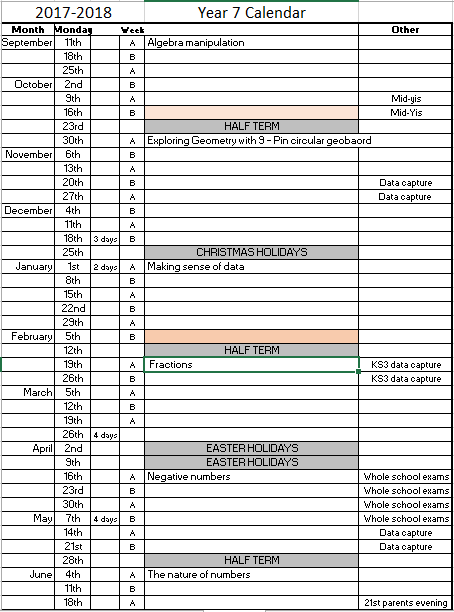 2017-2018 Year 7 Calendar
Month Monday Week Other
September 11th A Algebra manipulation
18th B
25th A
October 2nd B
9th A Mid-yis
16th B Mid-Yis
23rd HALF TERM
30th A Exploring Geometry with 9 - Pin circular geobaord
November 6th B
13th A
20th B Data capture
27th A Data capture
December 4th B
11th A
18th 3 days B
25th CHRISTMAS HOLIDAYS
January 1st 2 days A Making sense of data
8th B
15th A
22nd B
29th A
February 5th B
12th HALF TERM
19th A Fractions KS3 data capture
26th B KS3 data capture
March 5th A
12th B
19th A
26th 4 days
April 2nd EASTER HOLIDAYS
9th EASTER HOLIDAYS
16th A Negative numbers Whole school exams
23rd B Whole school exams
30th A Whole school exams
May 7th 4 days B Whole school exams
14th A Data capture
21st B Data capture
28th HALF TERM
June 4th A The nature of numbers
11th B
18th A 21st parents evening